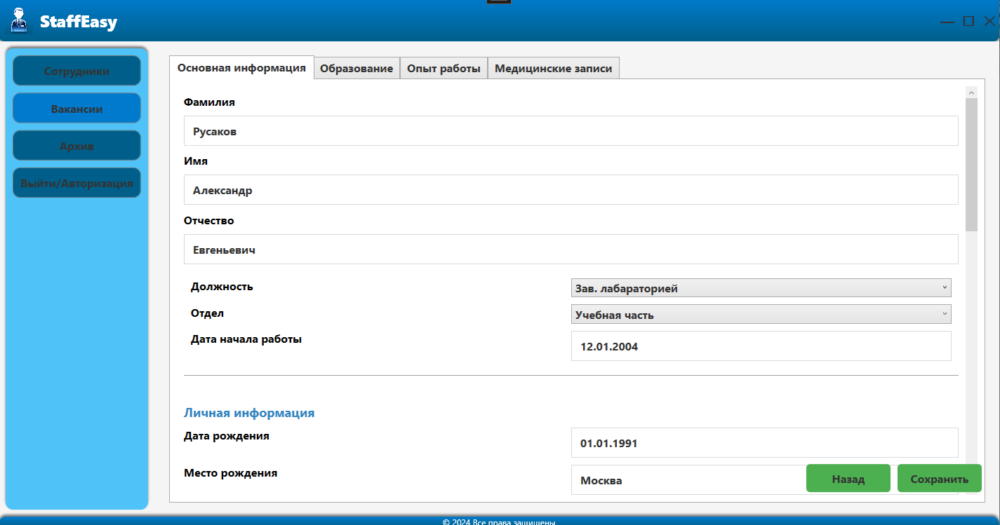 StaffEasy
Сотрудники
Вакансии
Архив
Выйти/Авторизация
Основная информация
Образование
Опыт работы
Медицинские записи
Фамилия
Русаков
Имя
Александр
Отчество
Евгеньевич
Должность
Зав. лабараторией
Отдел
Учебная часть
Дата начала работы
12.01.2004
Личная информация
Дата рождения
01.01.1991
Место рождения
Москва
Назад
Сохранить
© 2024 Все права защищены